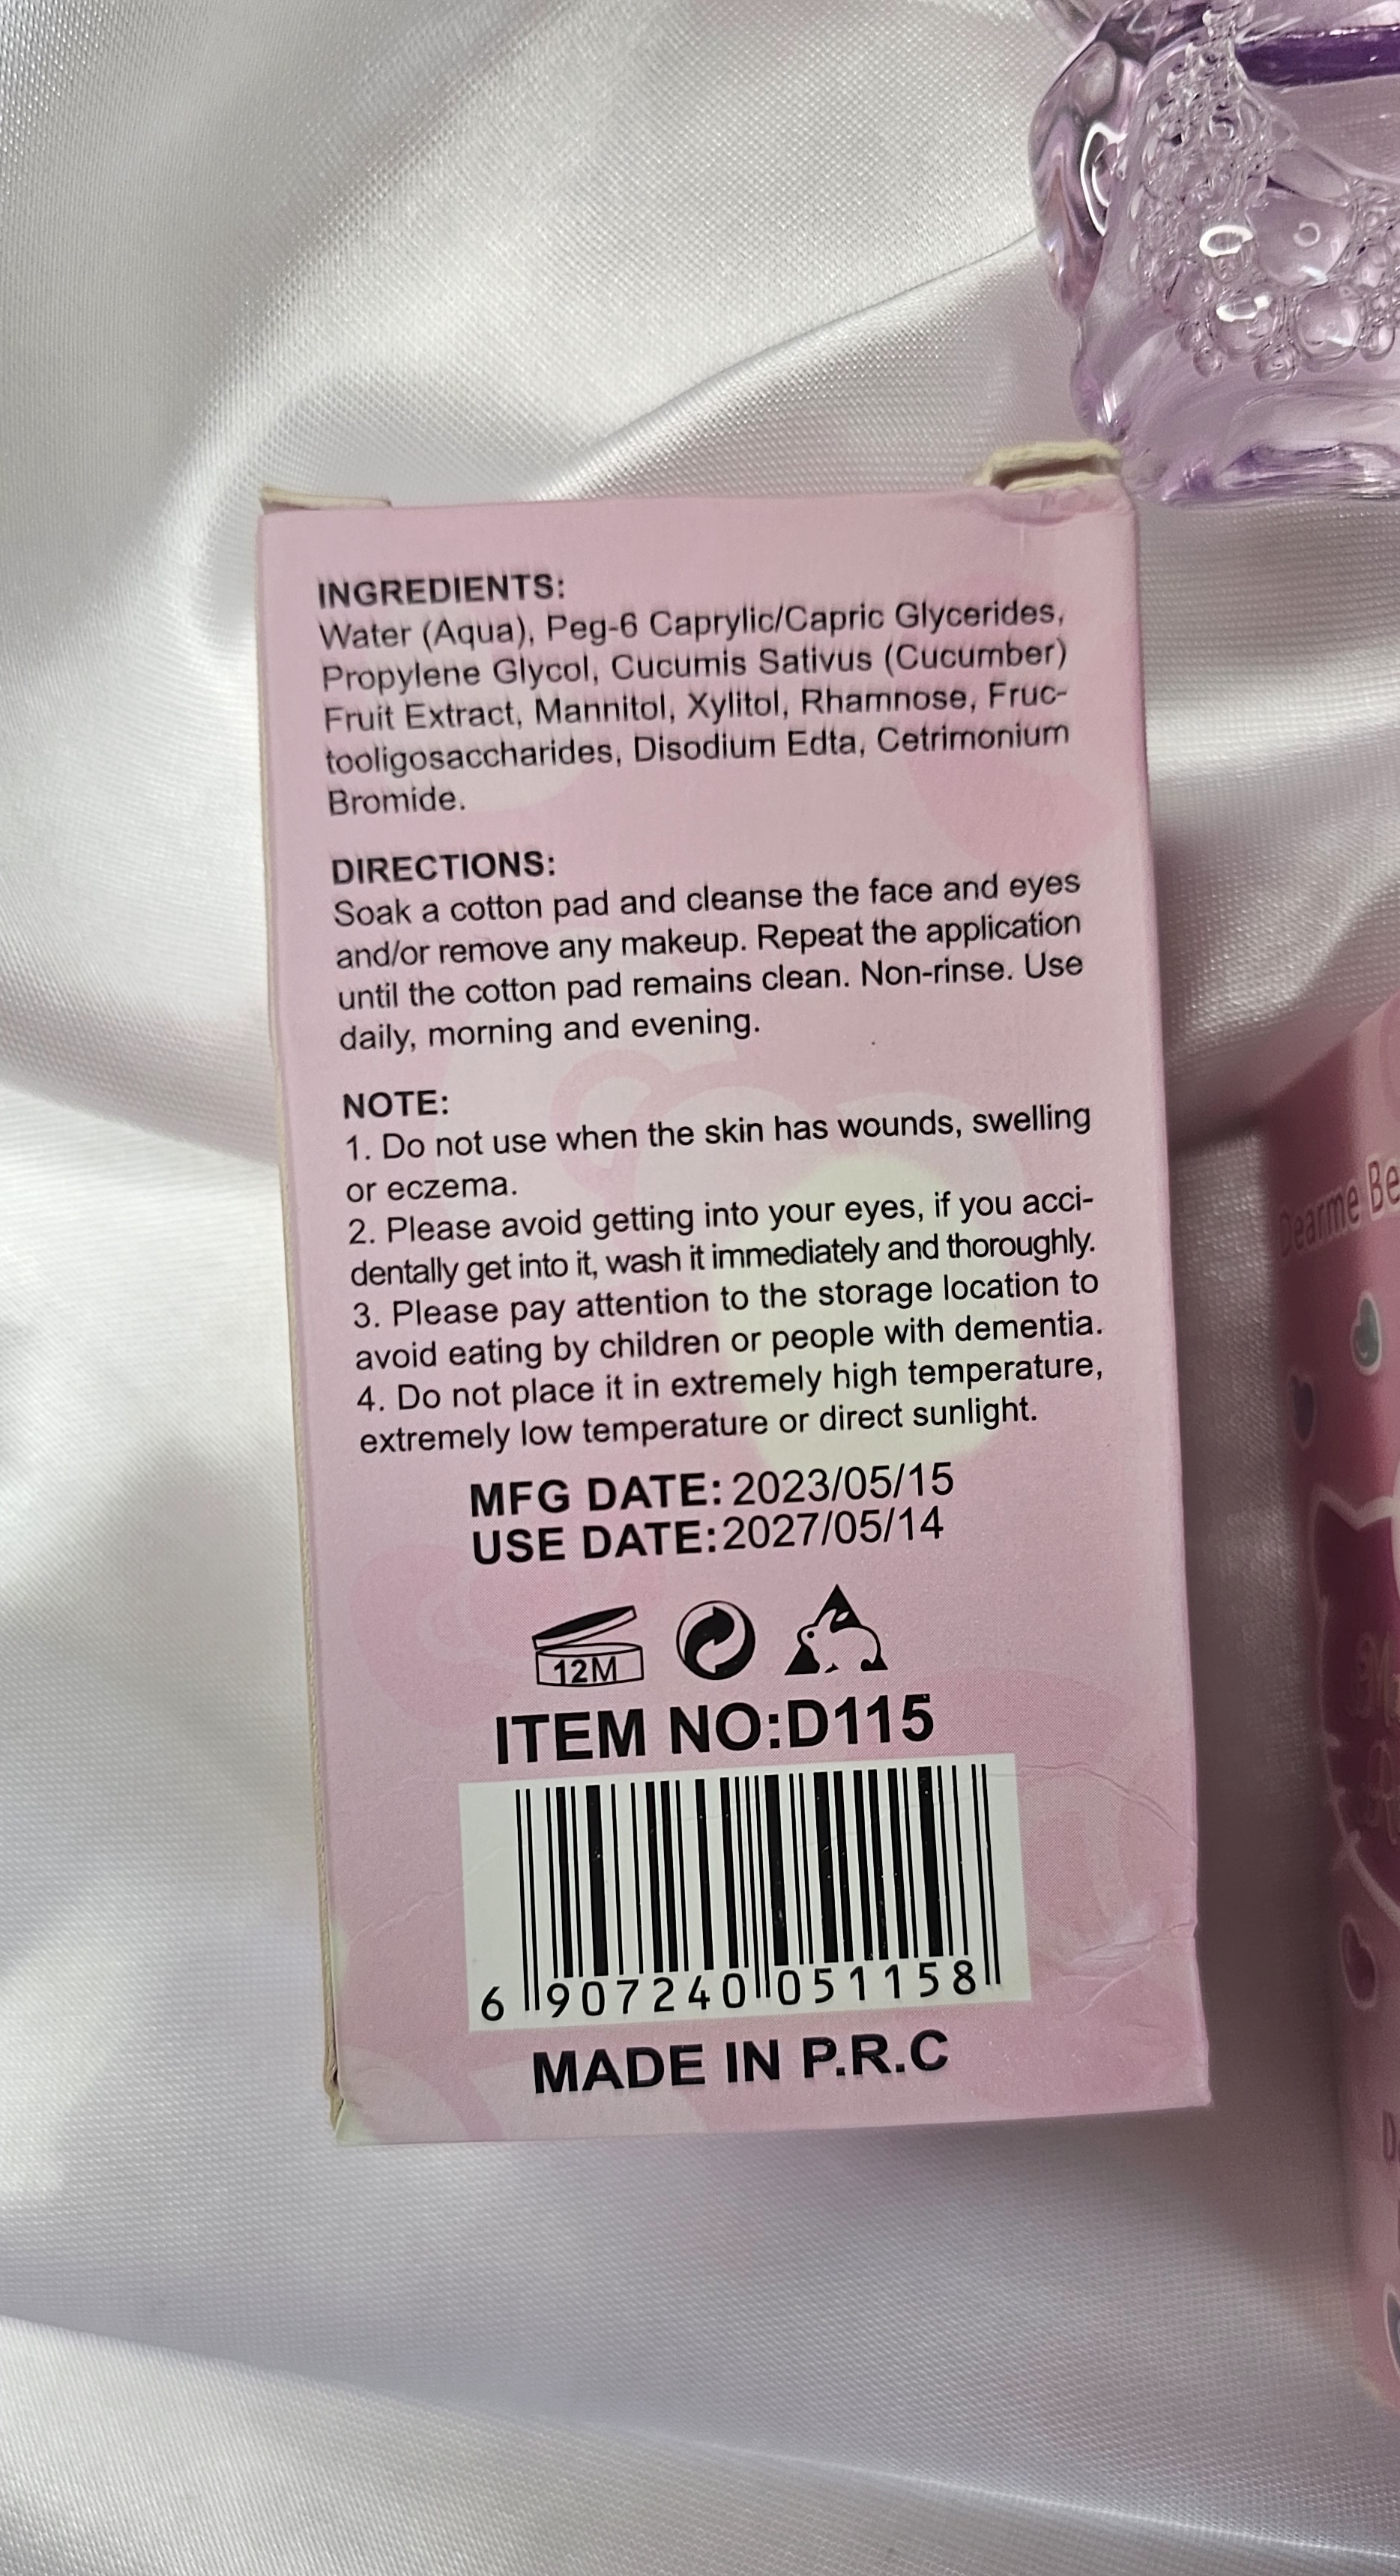 INGREDIENTS:
Water (Aqua), Peg-6 Caprylic/Capric Glycerides,
Propylene Glycol, Cucumis Sativus (Cucumber)
Fruit Extract, Mannitol, Xylitol, Rhamnose, Fruc-
tooligosaccharides, Disodium Edta, Cetrimonium
Bromide.
DIRECTIONS:
Soak a cotton pad and cleanse the face and eyes
and/or remove any makeup. Repeat the application
until the cotton pad remains clean. Non-rinse. Use
daily, morning and evening.
NOTE:
1. Do not use when the skin has wounds, swelling
or eczema.
2. Please avoid getting into your eyes, if you acci-
dentally get into it, wash it immediately and thoroughly.
3. Please pay attention to the storage location to
avoid eating by children or people with dementia.
4. Do not place it in extremely high temperature,
extremely low temperature or direct sunlight.
MFG DATE: 2023/05/15
USE DATE:2027/05/14
12M
ITEM NO:D115
6 907240 051158
MADE IN P.R.C
Dearme Be